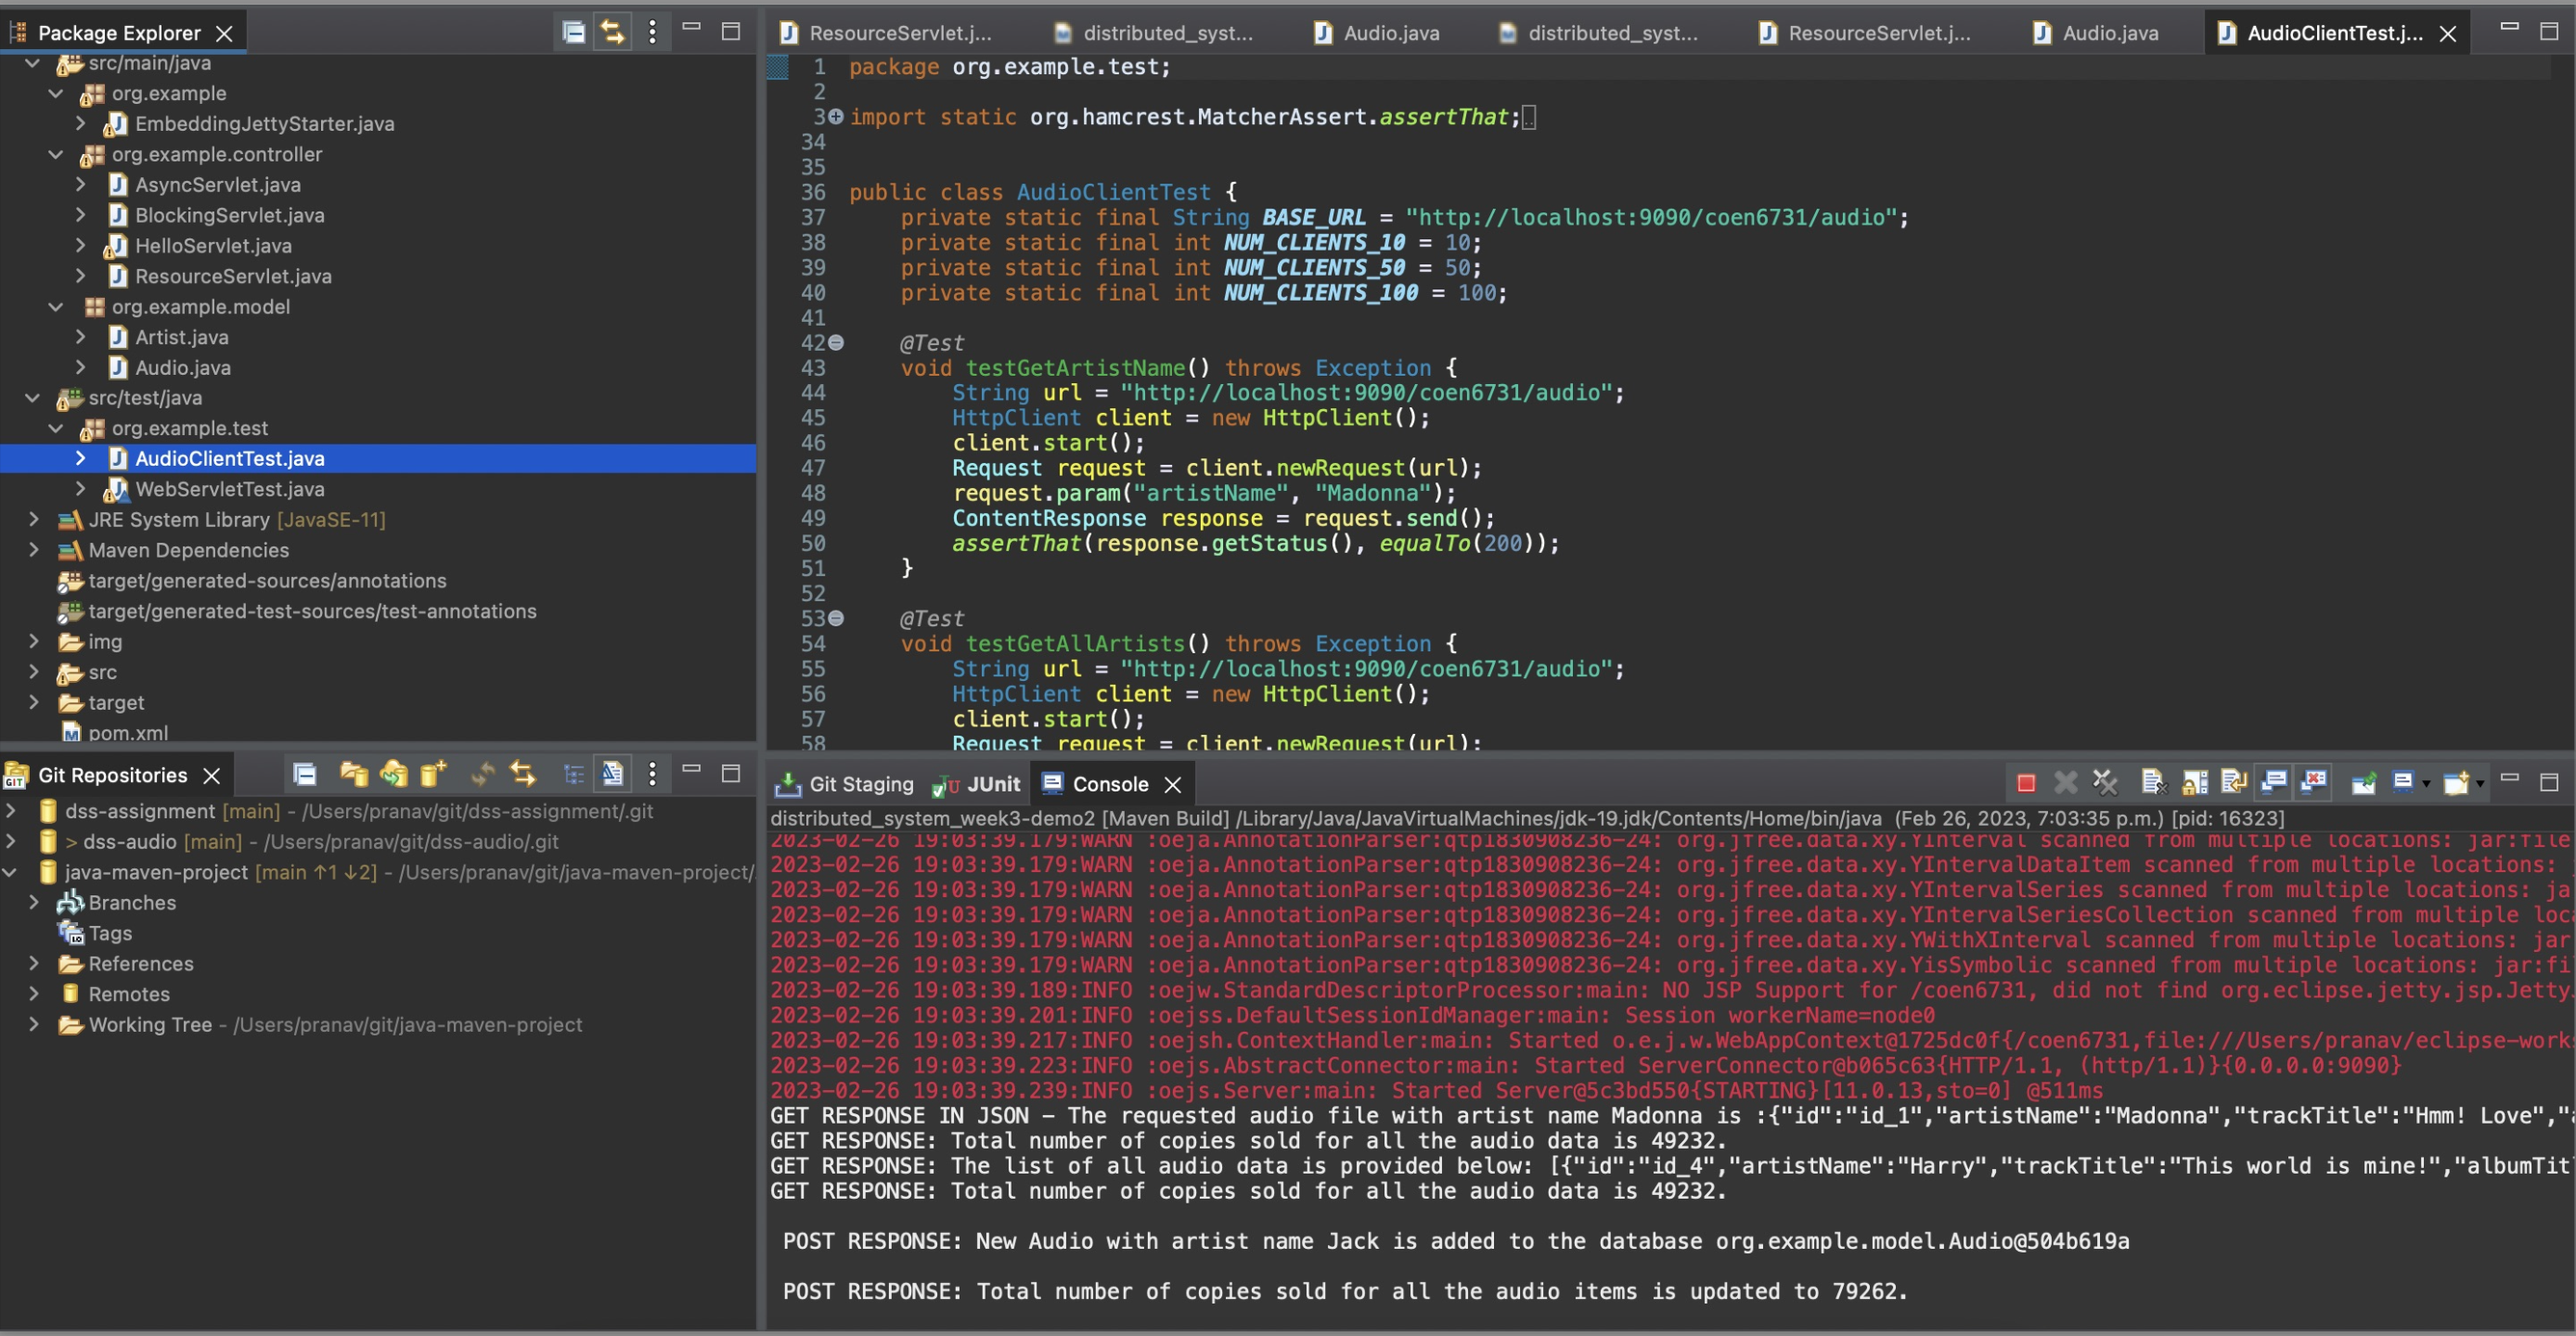 Package Explorer
src/main/java
org.example
EmbeddingJettyStarter.java
org.example.controller
AsyncServlet.java
BlockingServlet.java
HelloServlet.java
ResourceServlet.java
org.example.model
Artist.java
Audio.java
src/test/java
org.example.test
AudioClientTest.java
WebServletTest.java
JRE System Library [JavaSE-11]
Maven Dependencies
target/generated-sources/annotations
target/generated-test-sources/test-annotations
img
src
target
pom.xml
Git Repositories
dss-assignment [main] - /Users/pranav/git/dss-assignment/.git
> dss-audio [main] - /Users/pranav/git/dss-audio/.git
java-maven-project [main ↑1 ↓2] - /Users/pranav/git/java-maven-project/
Branches
Tags
References
Remotes
Working Tree - /Users/pranav/git/java-maven-project
ResourceServlet.j... distributed_syst... Audio.java distributed_syst... ResourceServlet.j... Audio.java AudioClientTest.j...
1 package org.example.test;
2
3 import static org.hamcrest.MatcherAssert.assertThat;
34
35
36 public class AudioClientTest {
37 private static final String BASE_URL = "http://localhost:9090/coen6731/audio";
38 private static final int NUM_CLIENTS_10 = 10;
39 private static final int NUM_CLIENTS_50 = 50;
40 private static final int NUM_CLIENTS_100 = 100;
41
42 @Test
43 void testGetArtistName() throws Exception {
44 String url = "http://localhost:9090/coen6731/audio";
45 HttpClient client = new HttpClient();
46 client.start();
47 Request request = client.newRequest(url);
48 request.param("artistName", "Madonna");
49 ContentResponse response = request.send();
50 assertThat(response.getStatus(), equalTo(200));
51 }
52
53 @Test
54 void testGetAllArtists() throws Exception {
55 String url = "http://localhost:9090/coen6731/audio";
56 HttpClient client = new HttpClient();
57 client.start();
58 Request request = client.newRequest(url);
Git Staging JUnit Console
distributed_system_week3-demo2 [Maven Build] /Library/Java/JavaVirtualMachines/jdk-19.jdk/Contents/Home/bin/java (Feb 26, 2023, 7:03:35 p.m.) [pid: 16323]
2023-02-26 19:03:39.179:WARN :oeja.AnnotationParser:qtp1830908236-24: org.jfree.data.xy.YInterval scanned from multiple locations: jar:file
2023-02-26 19:03:39.179:WARN :oeja.AnnotationParser:qtp1830908236-24: org.jfree.data.xy.YIntervalDataItem scanned from multiple locations:
2023-02-26 19:03:39.179:WARN :oeja.AnnotationParser:qtp1830908236-24: org.jfree.data.xy.YIntervalSeries scanned from multiple locations: ja
2023-02-26 19:03:39.179:WARN :oeja.AnnotationParser:qtp1830908236-24: org.jfree.data.xy.YIntervalSeriesCollection scanned from multiple loc
2023-02-26 19:03:39.179:WARN :oeja.AnnotationParser:qtp1830908236-24: org.jfree.data.xy.YWithXInterval scanned from multiple locations: jar
2023-02-26 19:03:39.179:WARN :oeja.AnnotationParser:qtp1830908236-24: org.jfree.data.xy.YisSymbolic scanned from multiple locations: jar:fi
2023-02-26 19:03:39.189:INFO :oejw.StandardDescriptorProcessor:main: NO JSP Support for /coen6731, did not find org.eclipse.jetty.jsp.Jetty
2023-02-26 19:03:39.201:INFO :oejss.DefaultSessionIdManager:main: Session workerName=node0
2023-02-26 19:03:39.217:INFO :oejsh.ContextHandler:main: Started o.e.j.w.WebAppContext@1725dc0f{/coen6731,file:///Users/pranav/eclipse-work
2023-02-26 19:03:39.223:INFO :oejs.AbstractConnector:main: Started ServerConnector@b065c63{HTTP/1.1, (http/1.1)}{0.0.0.0:9090}
2023-02-26 19:03:39.239:INFO :oejs.Server:main: Started Server@5c3bd550{STARTING}[11.0.13,sto=0] @511ms
GET RESPONSE IN JSON – The requested audio file with artist name Madonna is :{"id":"id_1","artistName":"Madonna","trackTitle":"Hmm! Love","
GET RESPONSE: Total number of copies sold for all the audio data is 49232.
GET RESPONSE: The list of all audio data is provided below: [{"id":"id_4","artistName":"Harry","trackTitle":"This world is mine!","albumTit
GET RESPONSE: Total number of copies sold for all the audio data is 49232.
POST RESPONSE: New Audio with artist name Jack is added to the database org.example.model.Audio@504b619a
POST RESPONSE: Total number of copies sold for all the audio items is updated to 79262.